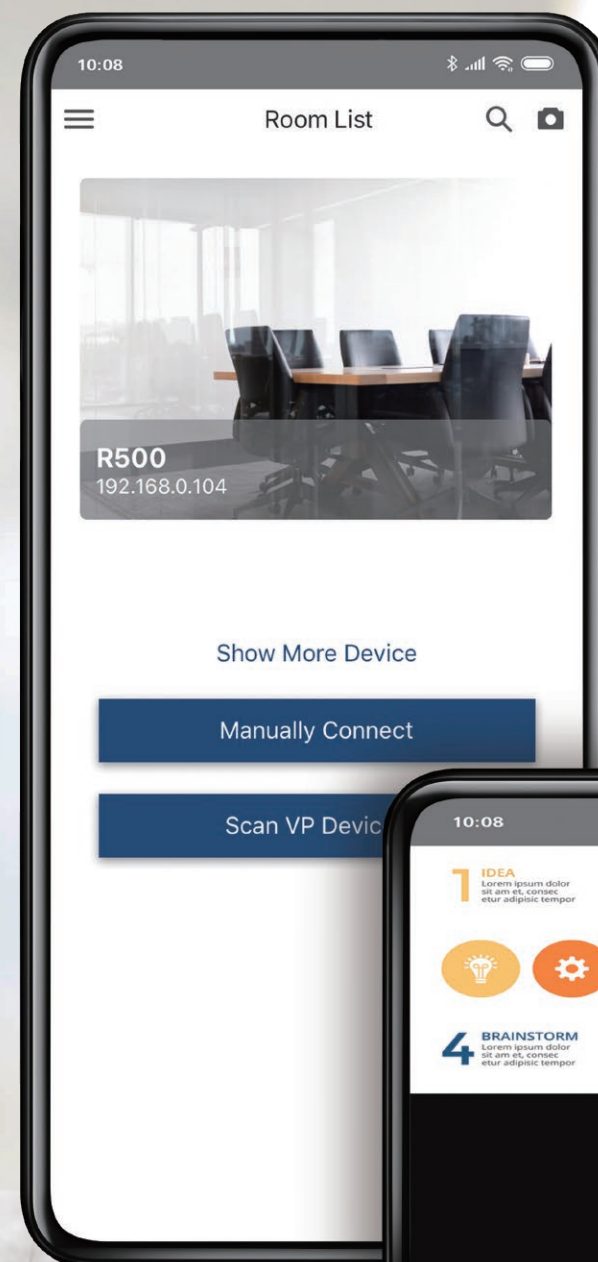 10:08
Room List
R500
192.168.0.104
Show More Device
Manually Connect
Scan VP
10:08
1 IDEA
Lorem ipsum dolor
sit am et, consec
etur adipisic tempor
4 BRAINSTORM
Lorem ipsum dolor
sit am et, consec
etur adipisic tempor